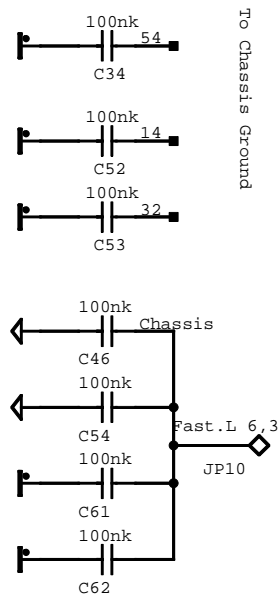 To Chassis Ground
100nk
54
C34
100nk
14
C52
100nk
32
C53
100nk
Chassis
C46
100nk
C54
Fast.L 6,3
100nk
JP10
C61
100nk
C62